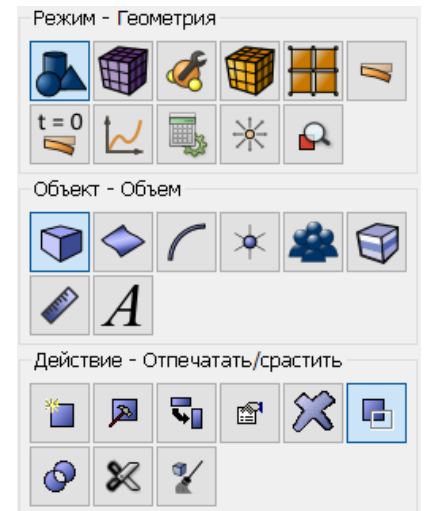 Режим - Геометрия
t = 0
Объект - Объем
A
Действие - Отпечатать/срастить